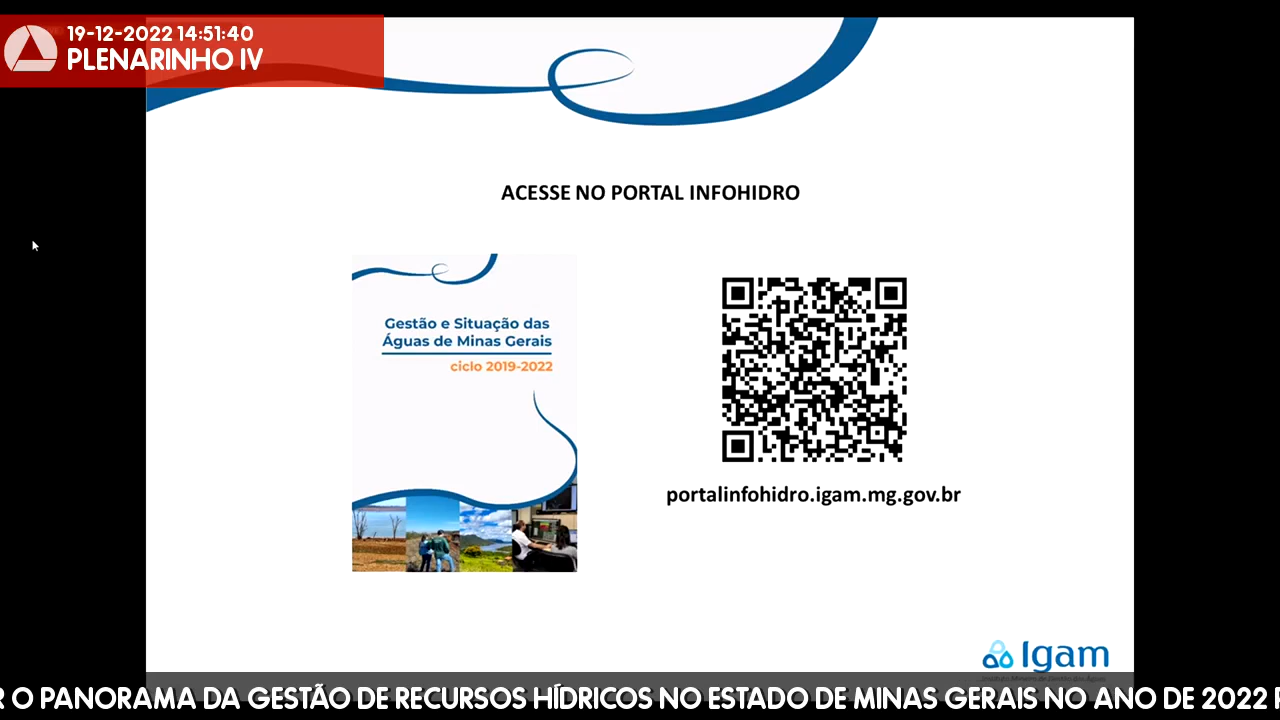 19-12-2022 14:51:40
PLENARINHO IV
ACESSE NO PORTAL INFOHIDRO
Gestão e Situação das
Águas de Minas Gerais
ciclo 2019-2022
portalinfohidro.igam.mg.gov.br
Igam
O PANORAMA DA GESTÃO DE RECURSOS HÍDRICOS NO ESTADO DE MINAS GERAIS NO ANO DE 2022